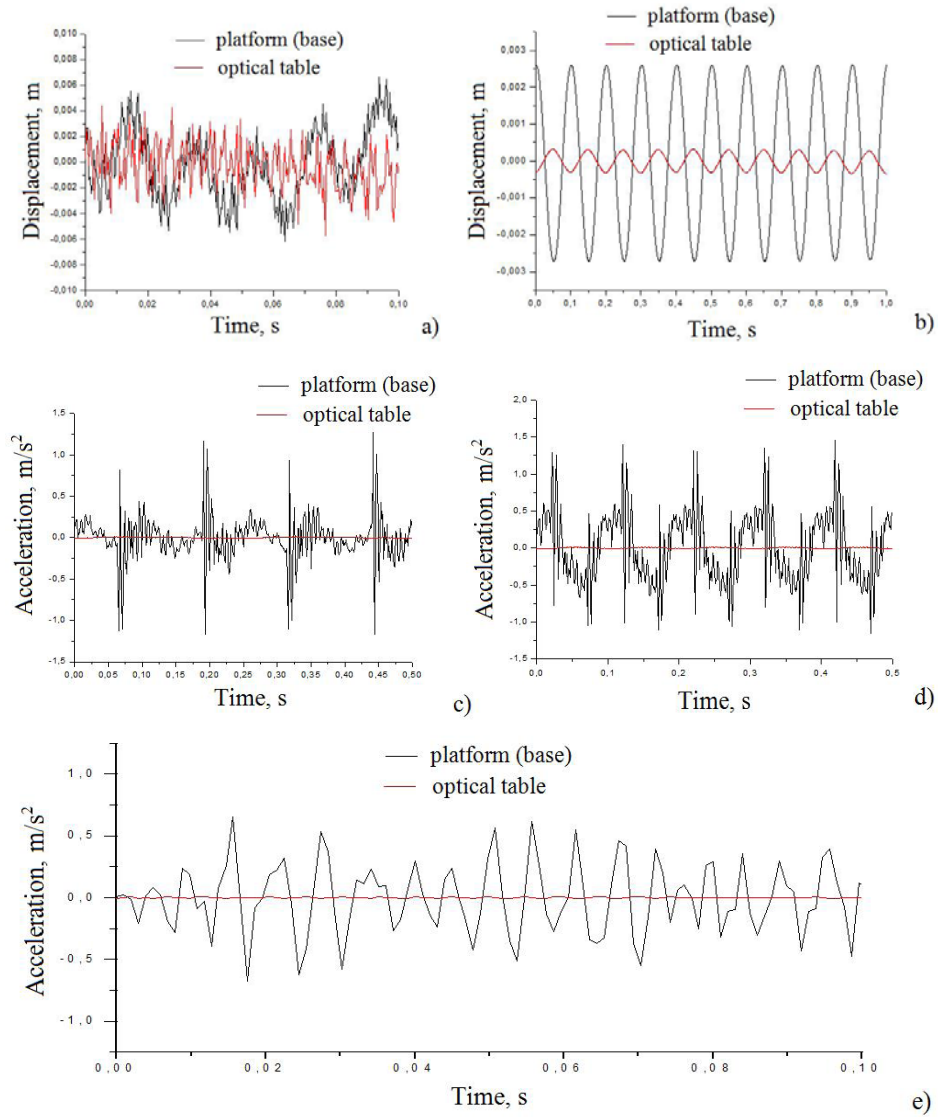 platform (base)
optical table
Displacement, m
0,010
0,008
0,006
0,004
0,002
0,000
-0,002
-0,004
-0,006
-0,008
-0,010
0,00 0,02 0,04 0,06 0,08 0,10
Time, s
a)
platform (base)
optical table
Displacement, m
0,003
0,002
0,001
0,000
-0,001
-0,002
-0,003
0,0 0,1 0,2 0,3 0,4 0,5 0,6 0,7 0,8 0,9 1,0
Time, s
b)
platform (base)
optical table
Acceleration, m/s²
1,5
1,0
0,5
0,0
-0,5
-1,0
-1,5
0,00 0,05 0,10 0,15 0,20 0,25 0,30 0,35 0,40 0,45 0,50
Time, s
c)
platform (base)
optical table
Acceleration, m/s²
2,0
1,5
1,0
0,5
0,0
-0,5
-1,0
-1,5
0,0 0,1 0,2 0,3 0,4 0,5
Time, s
d)
platform (base)
optical table
Acceleration, m/s²
1,0
0,5
0,0
-0,5
-1,0
0,00 0,02 0,04 0,06 0,08 0,10
Time, s
e)